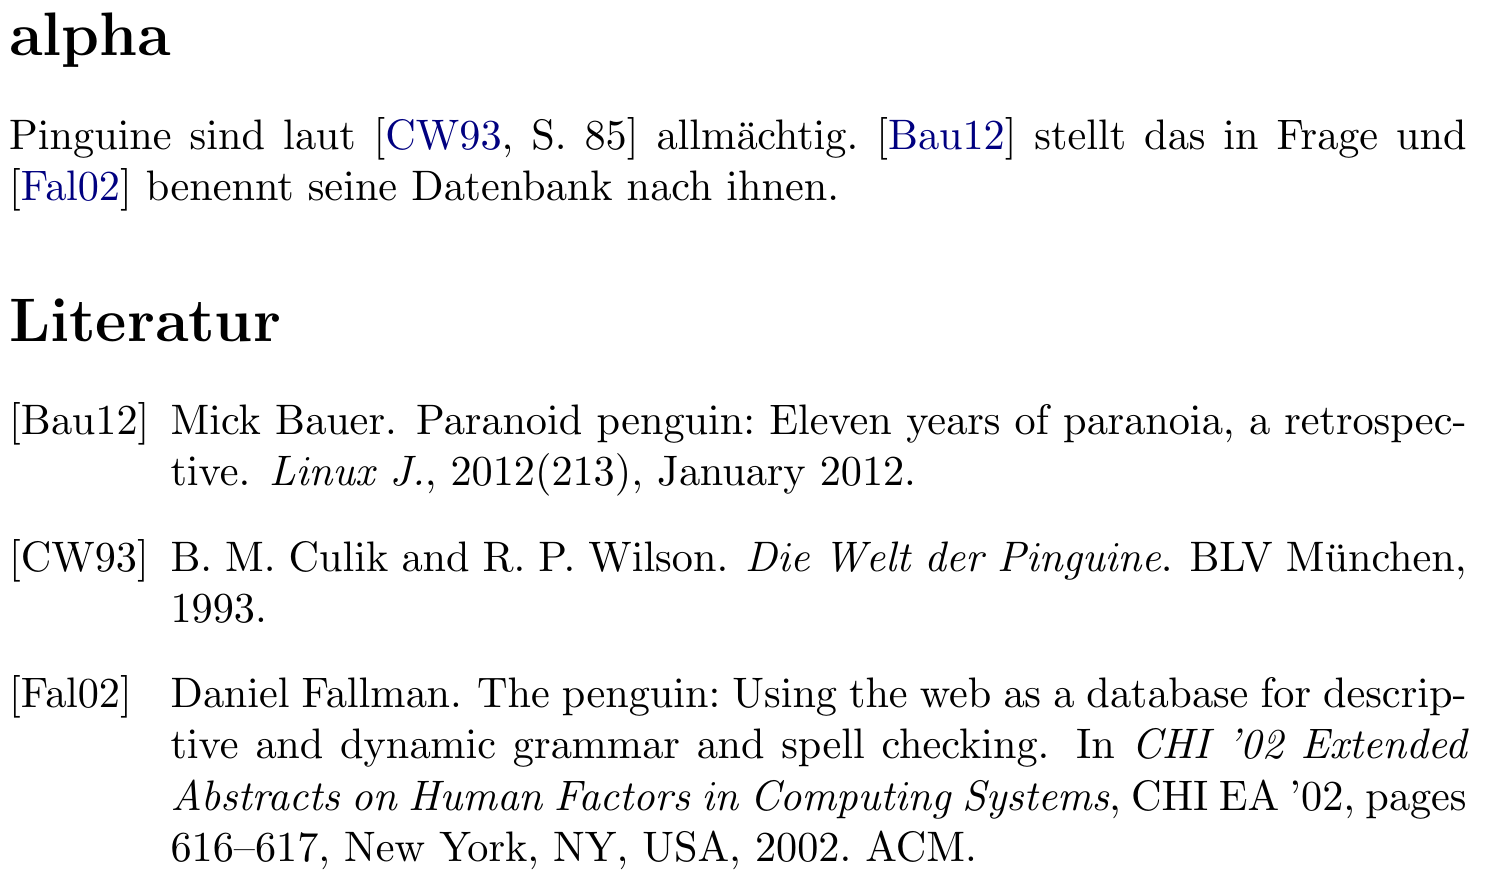 alpha
Pinguine sind laut [CW93, S. 85] allmächtig. [Bau12] stellt das in Frage und
[Fal02] benennt seine Datenbank nach ihnen.
Literatur
[Bau12] Mick Bauer. Paranoid penguin: Eleven years of paranoia, a retrospec-
tive. Linux J., 2012(213), January 2012.
[CW93] B. M. Culik and R. P. Wilson. Die Welt der Pinguine. BLV München,
1993.
[Fal02] Daniel Fallman. The penguin: Using the web as a database for descrip-
tive and dynamic grammar and spell checking. In CHI ’02 Extended
Abstracts on Human Factors in Computing Systems, CHI EA ’02, pages
616–617, New York, NY, USA, 2002. ACM.